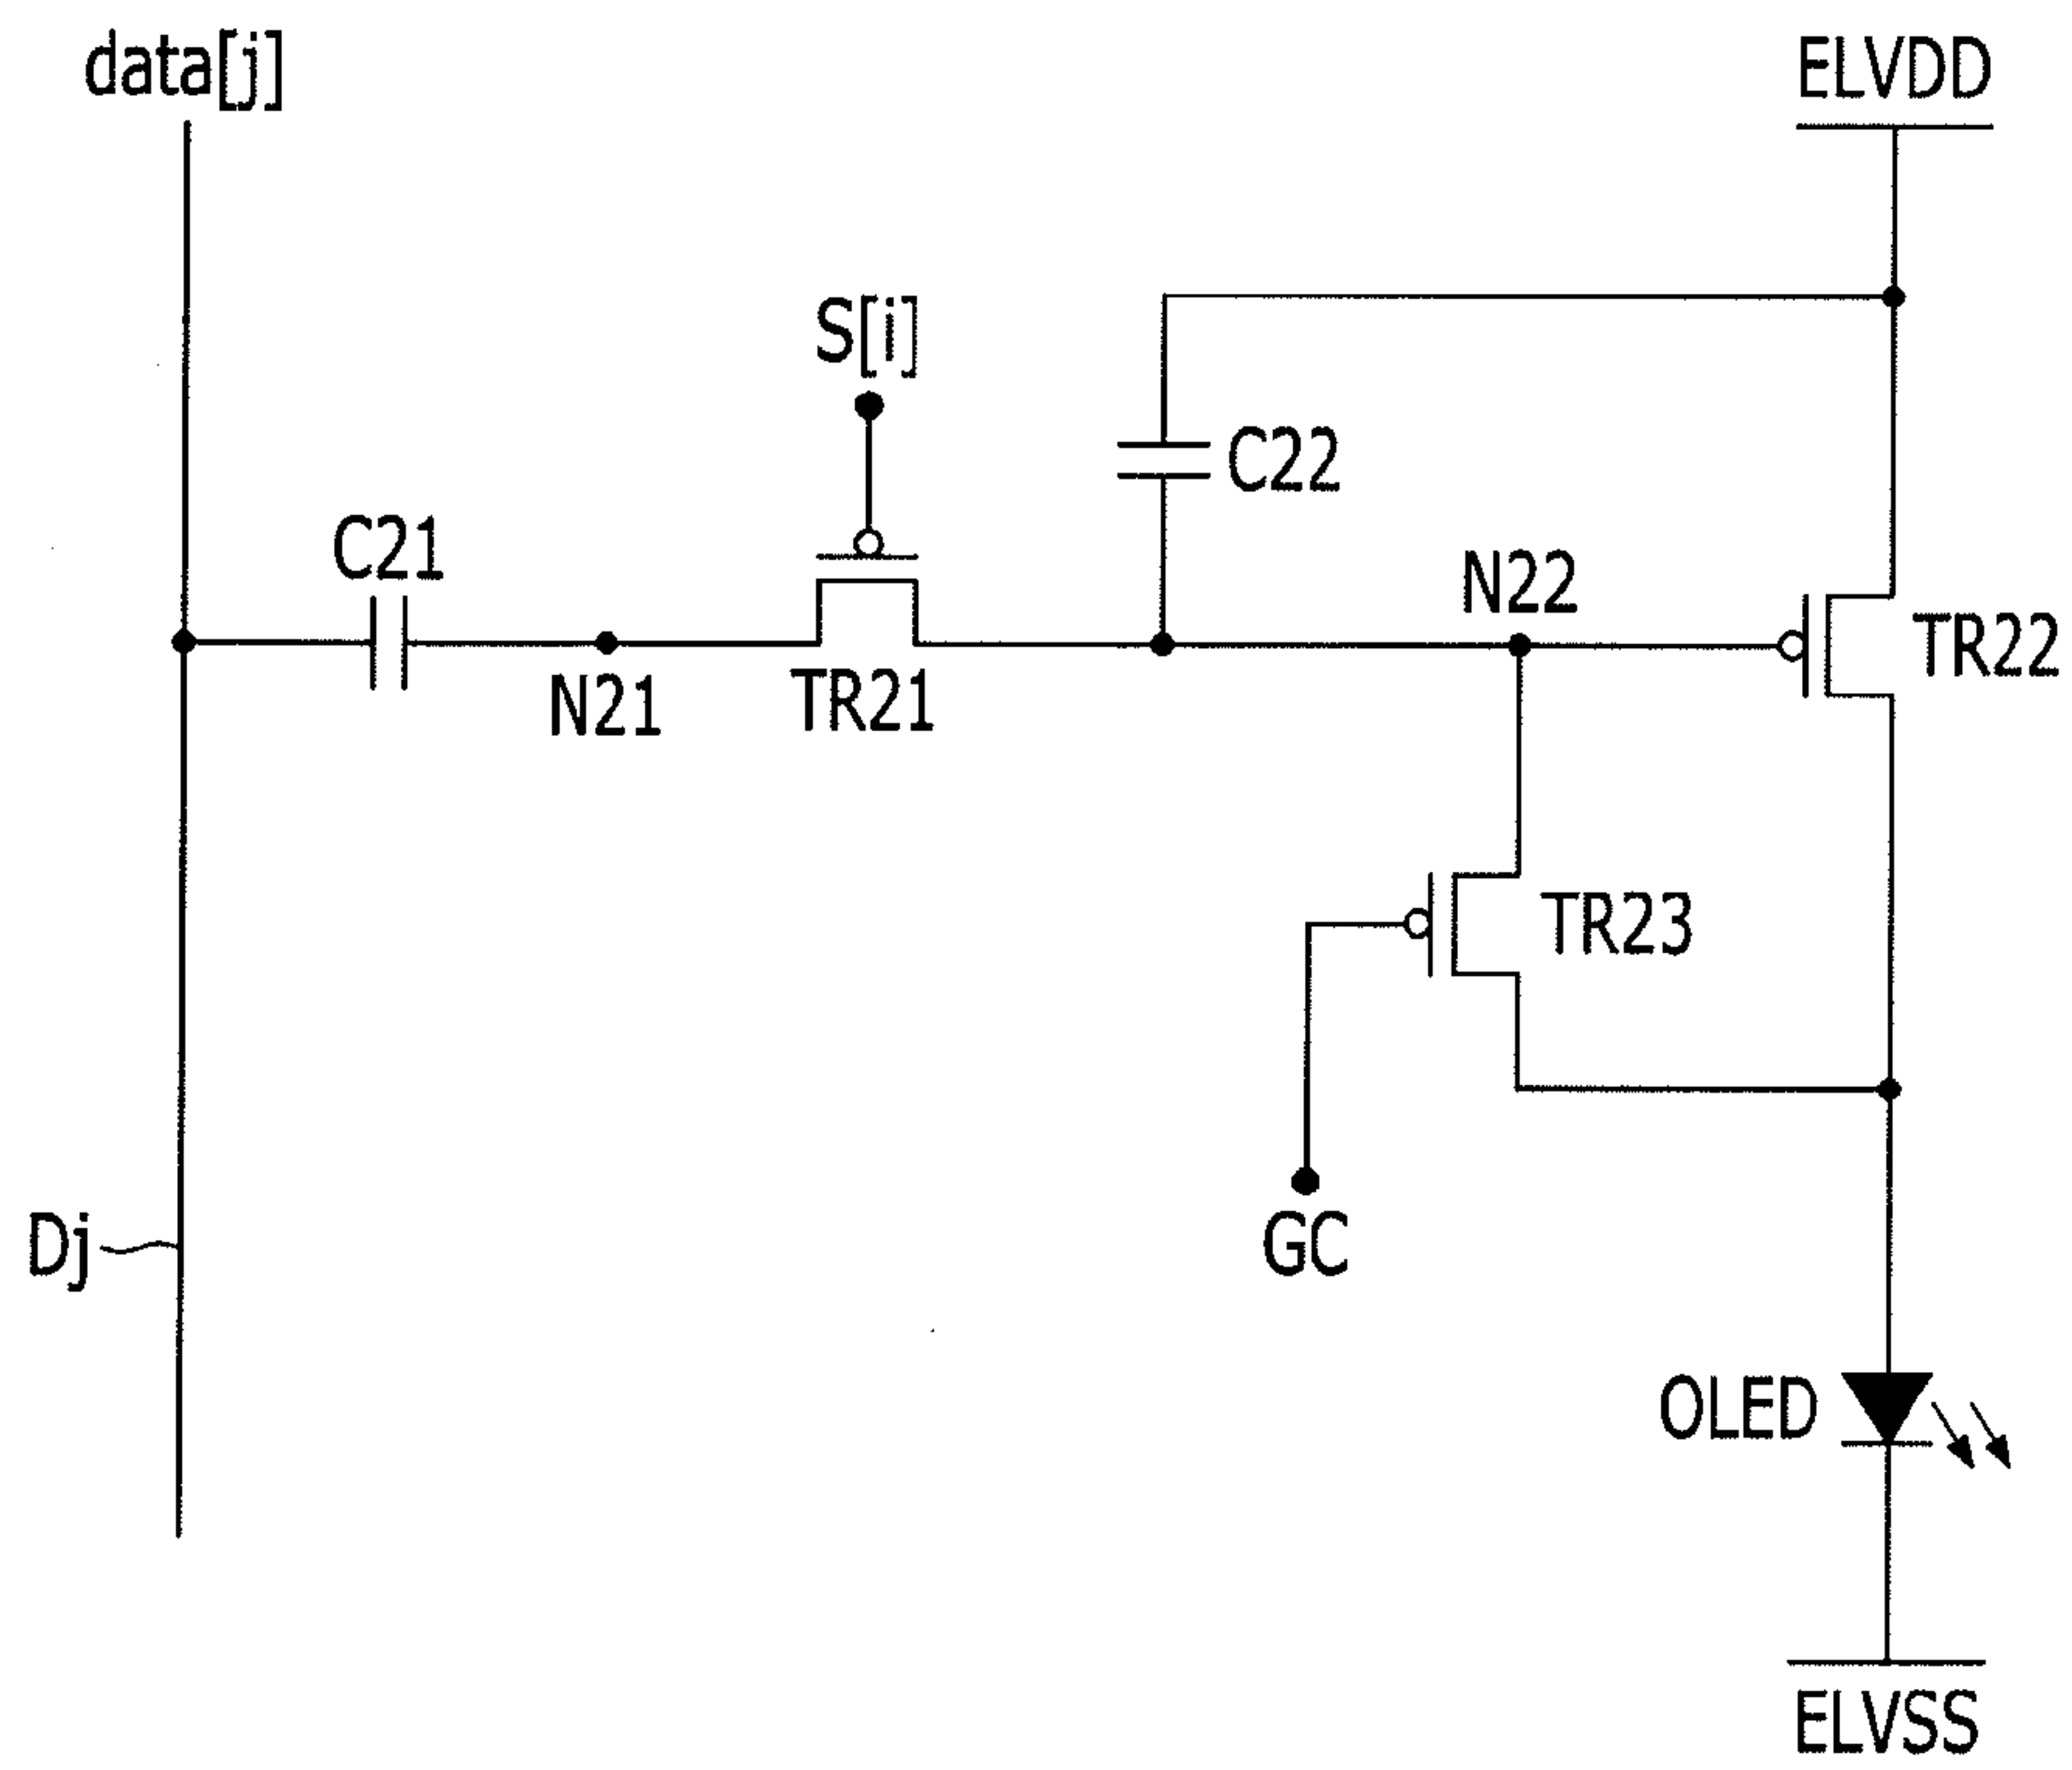 data[j]
ELVDD
S[i]
C22
C21
N22
TR22
N21
TR21
TR23
Dj
GC
OLED
ELVSS